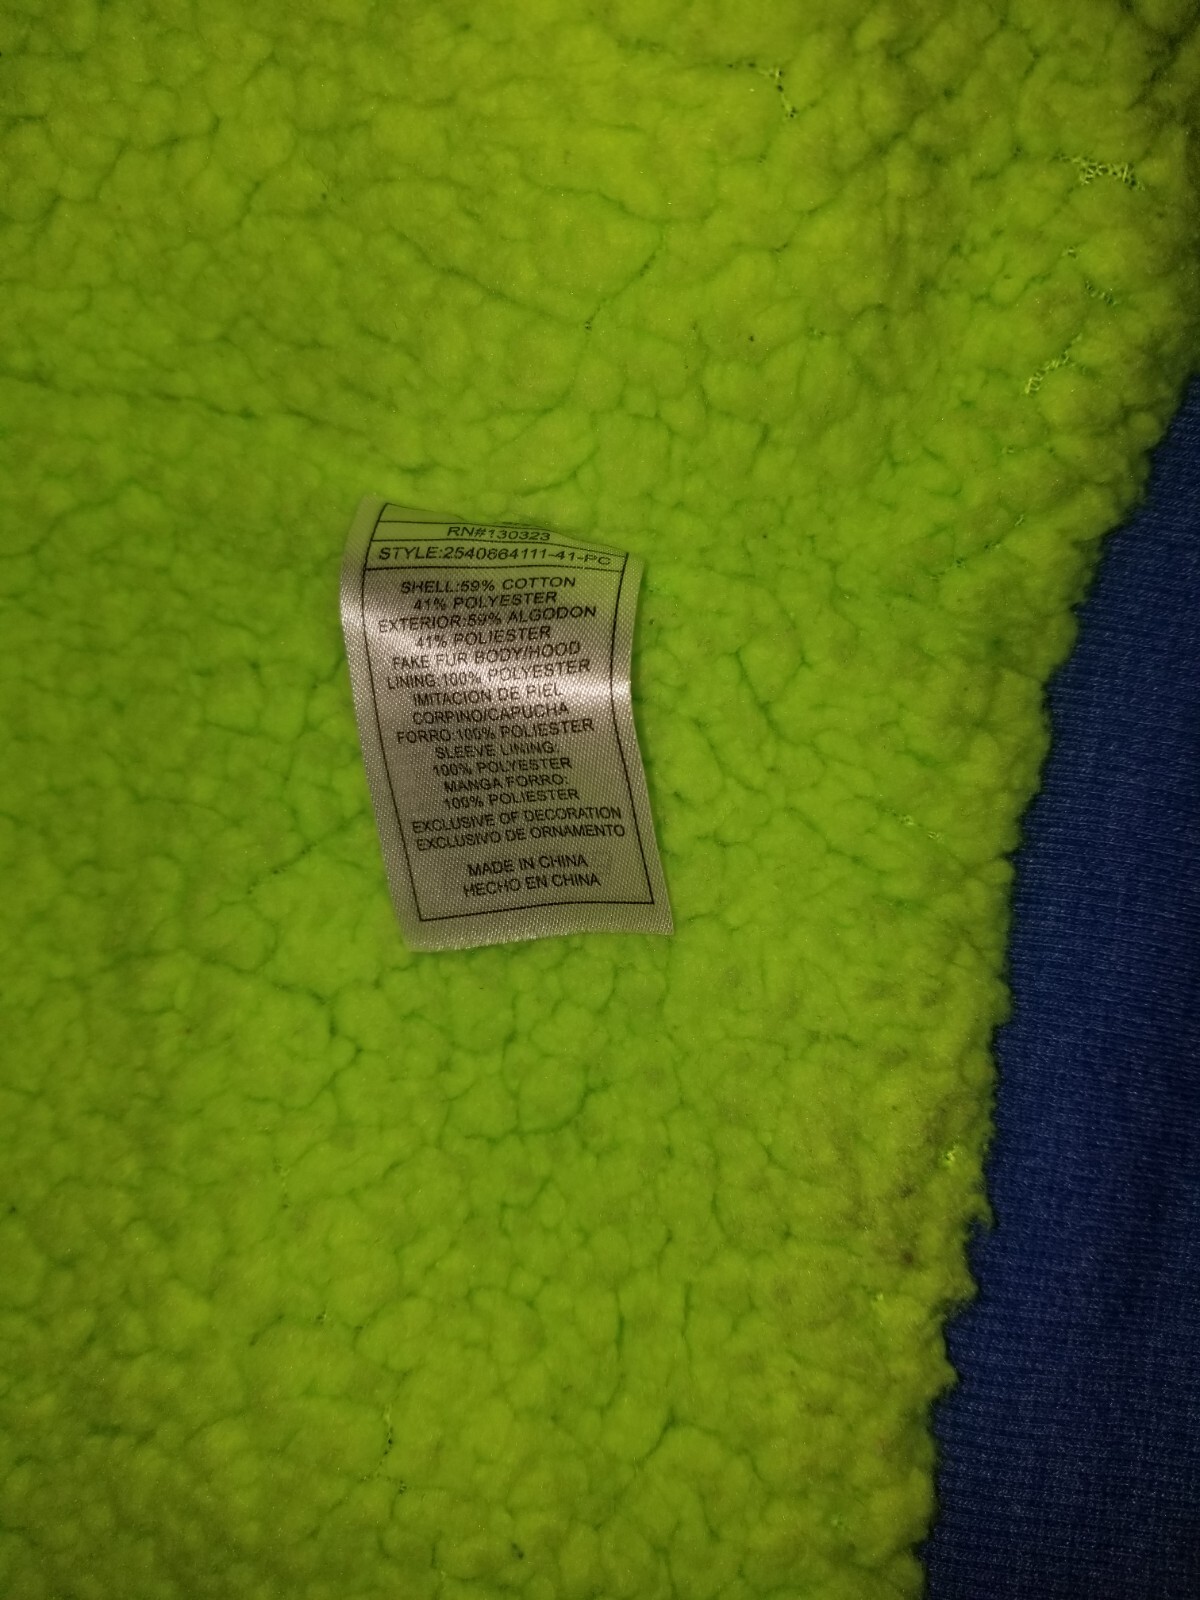 RN#130323
STYLE:2540664111-41-PC
SHELL:59% COTTON
41% POLYESTER
EXTERIOR:59% ALGODON
41% POLIESTER
FAKE FUR BODY/HOOD
LINING:100% POLYESTER
IMITACION DE PIEL
CORPINO/CAPUCHA
FORRO:100% POLIESTER
SLEEVE LINING:
100% POLYESTER
MANGA FORRO:
100% POLIESTER
EXCLUSIVE OF DECORATION
EXCLUSIVO DE ORNAMENTO
MADE IN CHINA
HECHO EN CHINA